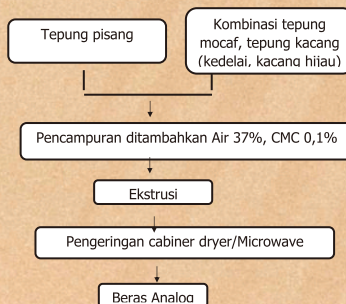 Tepung pisang
Kombinasi tepung
mocaf, tepung kacang
(kedelai, kacang hijau)
Pencampuran ditambahkan Air 37%, CMC 0,1%
Ekstrusi
Pengeringan cabiner dryer/Microwave
Beras Analog